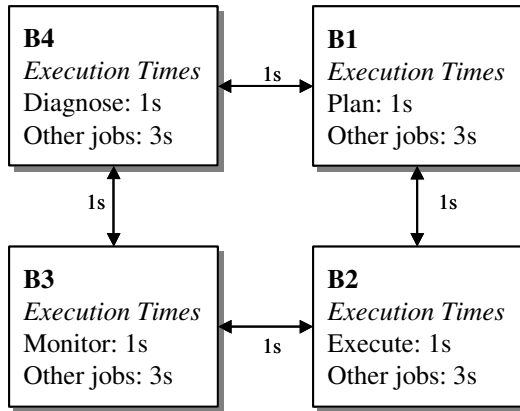 B4
Execution Times
Diagnose: 1s
Other jobs: 3s
1s
B1
Execution Times
Plan: 1s
Other jobs: 3s
1s
1s
B3
Execution Times
Monitor: 1s
Other jobs: 3s
1s
B2
Execution Times
Execute: 1s
Other jobs: 3s